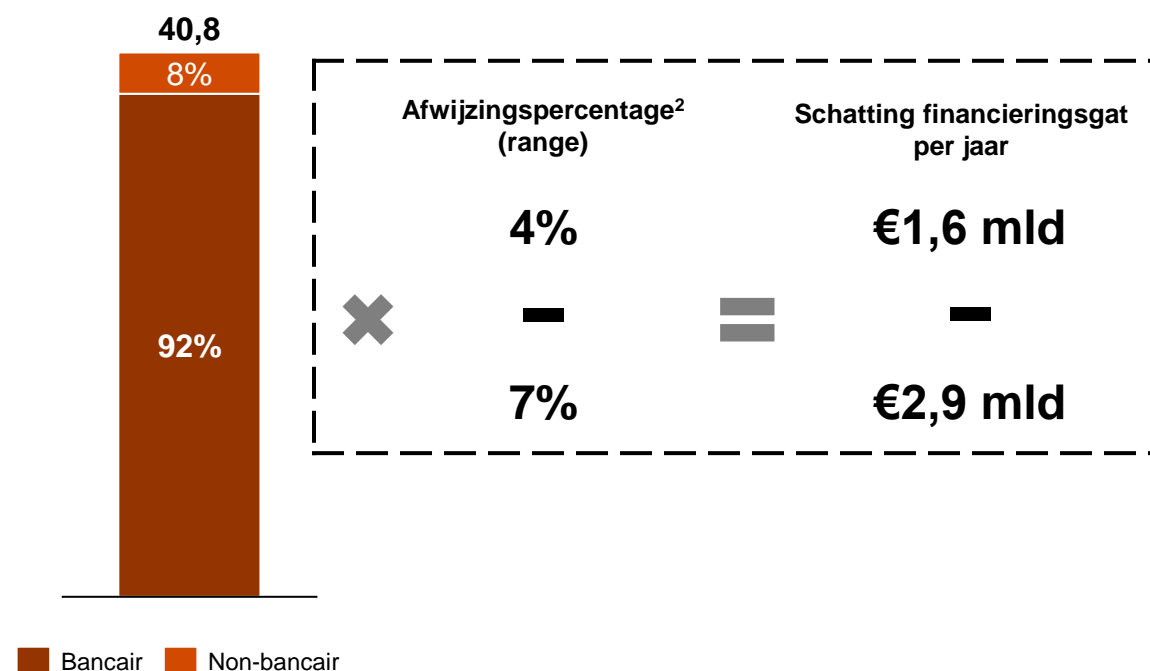 40,8
8%
92%
Afwijzingspercentage²
(range)
4%
-
7%
=
Schatting financieringsgat
per jaar
€1,6 mld
-
€2,9 mld
Bancair
Non-bancair